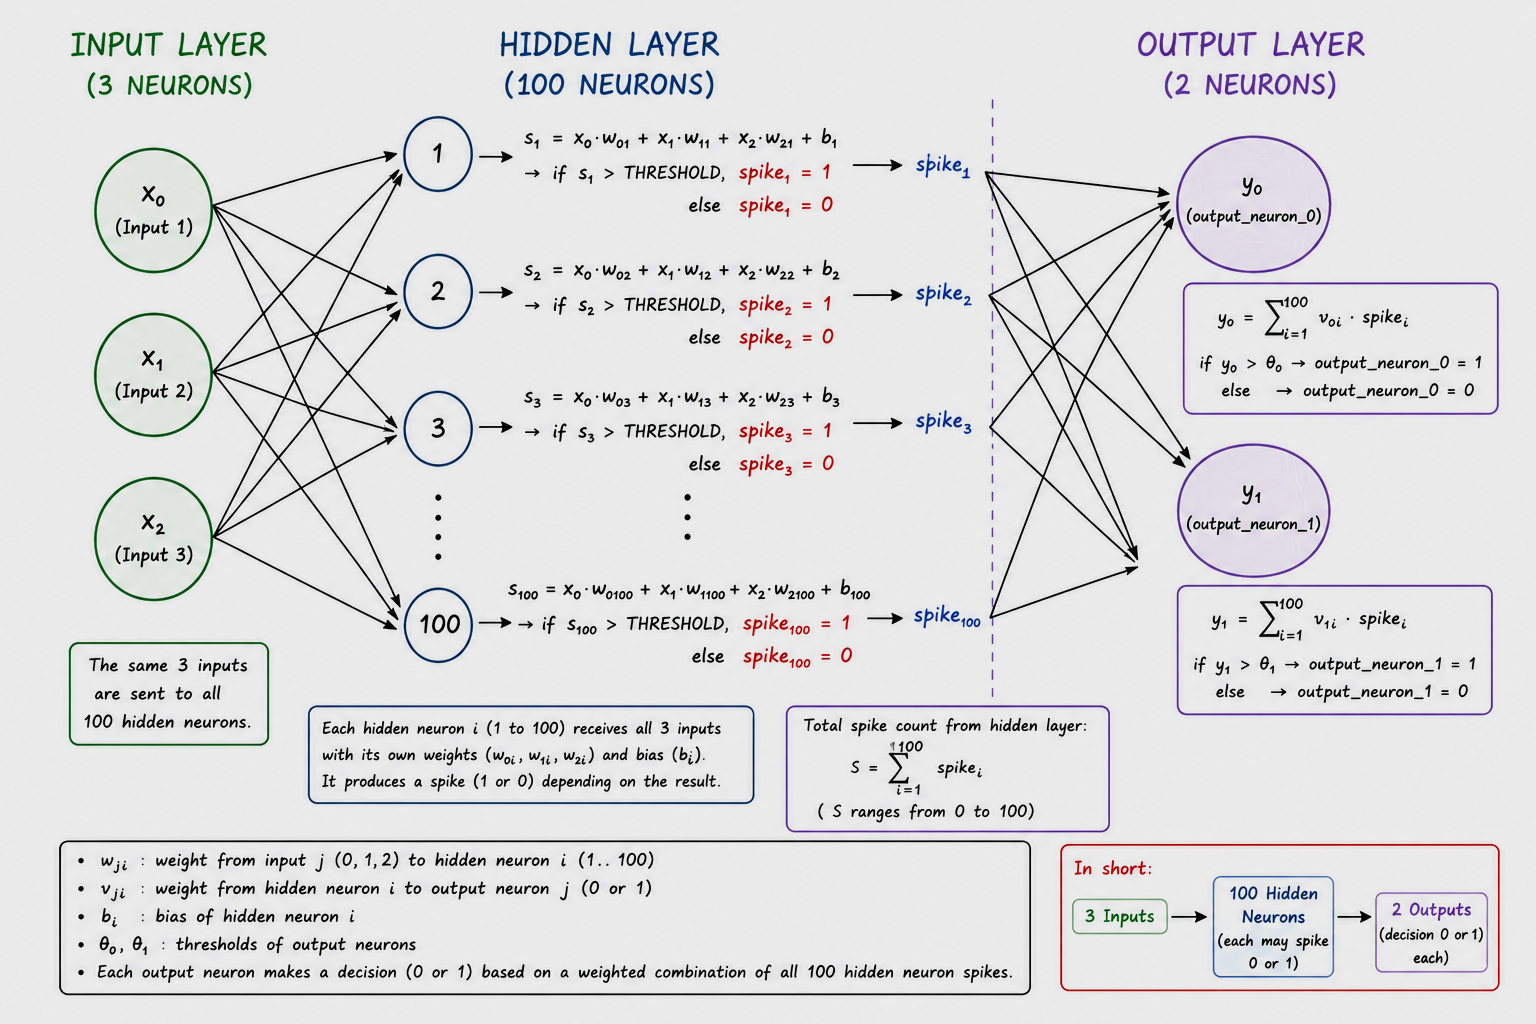 INPUT LAYER
(3 NEURONS)
HIDDEN LAYER
(100 NEURONS)
OUTPUT LAYER
(2 NEURONS)
x₀
(Input 1)
x₁
(Input 2)
x₂
(Input 3)
The same 3 inputs
are sent to all
100 hidden neurons.
1
s₁ = x₀·w₀₁ + x₁·w₁₁ + x₂·w₂₁ + b₁
→ if s₁ > THRESHOLD, spike₁ = 1
else spike₁ = 0
spike₁
2
s₂ = x₀·w₀₂ + x₁·w₁₂ + x₂·w₂₂ + b₂
→ if s₂ > THRESHOLD, spike₂ = 1
else spike₂ = 0
spike₂
3
s₃ = x₀·w₀₃ + x₁·w₁₃ + x₂·w₂₃ + b₃
→ if s₃ > THRESHOLD, spike₃ = 1
else spike₃ = 0
spike₃
100
s₁₀₀ = x₀·w₀₁₀₀ + x₁·w₁₁₀₀ + x₂·w₂₁₀₀ + b₁₀₀
→ if s₁₀₀ > THRESHOLD, spike₁₀₀ = 1
else spike₁₀₀ = 0
spike₁₀₀
Each hidden neuron i (1 to 100) receives all 3 inputs
with its own weights (w₀ᵢ, w₁ᵢ, w₂ᵢ) and bias (bᵢ).
It produces a spike (1 or 0) depending on the result.
Total spike count from hidden layer:
S = ∑ᵢ₌₁¹⁰⁰ spikeᵢ
( S ranges from 0 to 100)
y₀
(output_neuron_0)
y₀ = ∑ᵢ₌₁¹⁰⁰ v₀ᵢ · spikeᵢ
if y₀ > θ₀ → output_neuron_0 = 1
else → output_neuron_0 = 0
y₁
(output_neuron_1)
y₁ = ∑ᵢ₌₁¹⁰⁰ v₁ᵢ · spikeᵢ
if y₁ > θ₁ → output_neuron_1 = 1
else → output_neuron_1 = 0
• wⱼᵢ : weight from input j (0, 1, 2) to hidden neuron i (1.. 100)
• vⱼᵢ : weight from hidden neuron i to output neuron j (0 or 1)
• bᵢ : bias of hidden neuron i
• θ₀, θ₁ : thresholds of output neurons
• Each output neuron makes a decision (0 or 1) based on a weighted combination of all 100 hidden neuron spikes.
In short:
3 Inputs
100 Hidden
Neurons
(each may spike
0 or 1)
2 Outputs
(decision 0 or 1)
each)